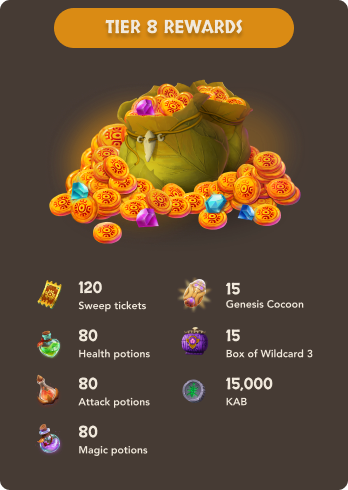 TIER 8 REWARDS
120
Sweep tickets
80
Health potions
80
Attack potions
80
Magic potions
15
Genesis Cocoon
15
Box of Wildcard 3
15,000
KAB